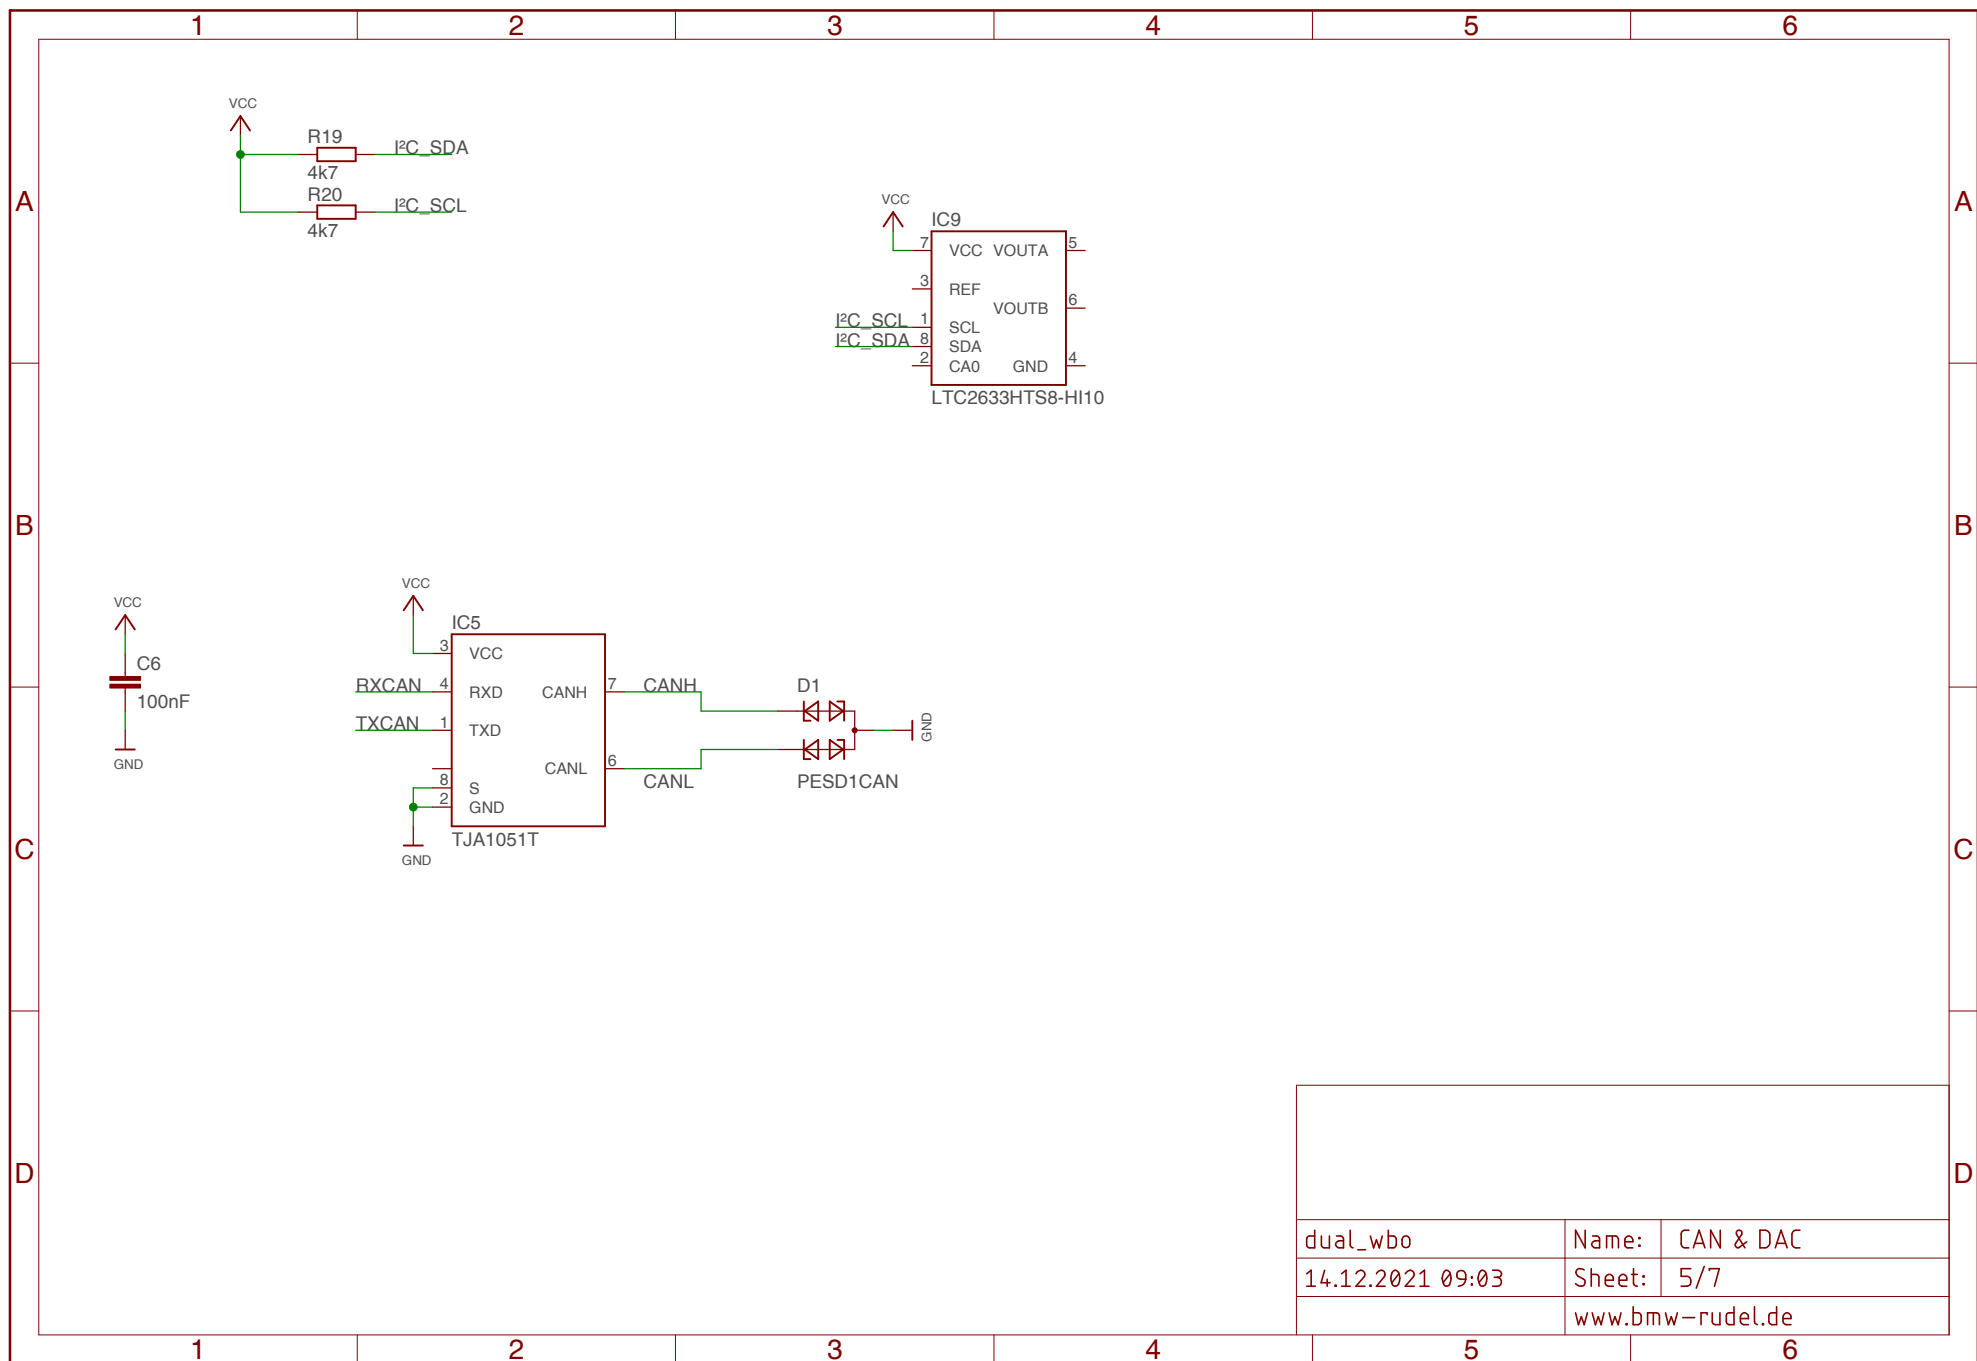 1 2 3 4 5 6
A A
B B
C C
D D
VCC
R19
I²C_SDA
4k7
R20
I²C_SCL
4k7
VCC
IC9
7 VCC VOUTA 5
3 REF
VOUTB 6
I²C_SCL 1 SCL
I²C_SDA 8 SDA
2 CA0 GND 4
LTC2633HTS8-HI10
VCC
C6
100nF
GND
VCC
IC5
3 VCC
RXCAN 4 RXD CANH 7 CANH
TXCAN 1 TXD
CANL 6 CANL
8 S
2 GND
TJA1051T
GND
D1
GND
PESD1CAN
dual_wbo Name: CAN & DAC
14.12.2021 09:03 Sheet: 5/7
www.bmw-rudel.de
1 2 3 4 5 6